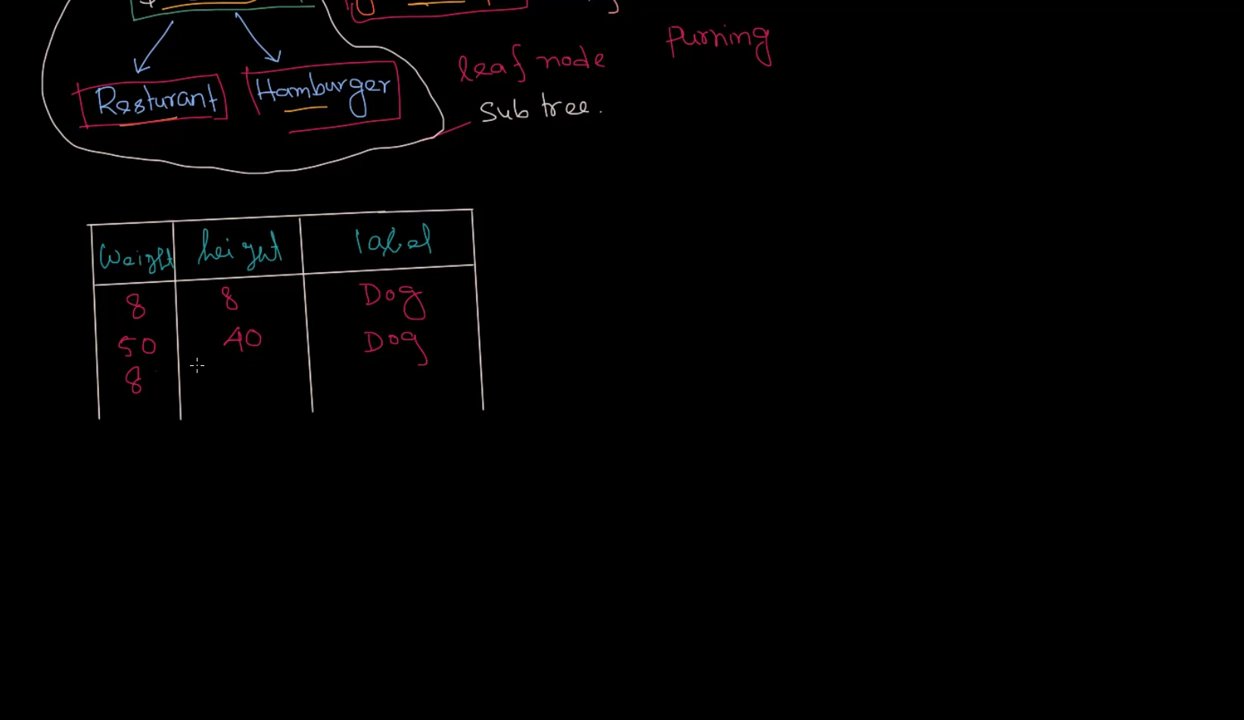 Purning
leaf node
Resturant Hamburger
sub tree.
Weight height label
8 8 Dog
50 40 Dog
8